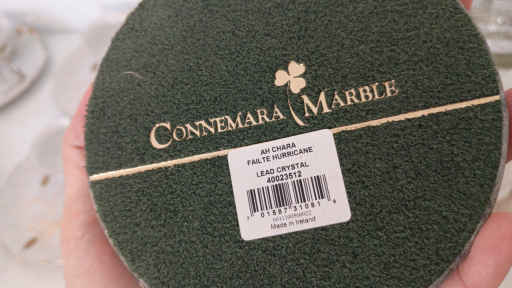 CONNEMARA MARBLE
AH CHARA
FAILTE HURRICANE
LEAD CRYSTAL
40023512
Made in Ireland